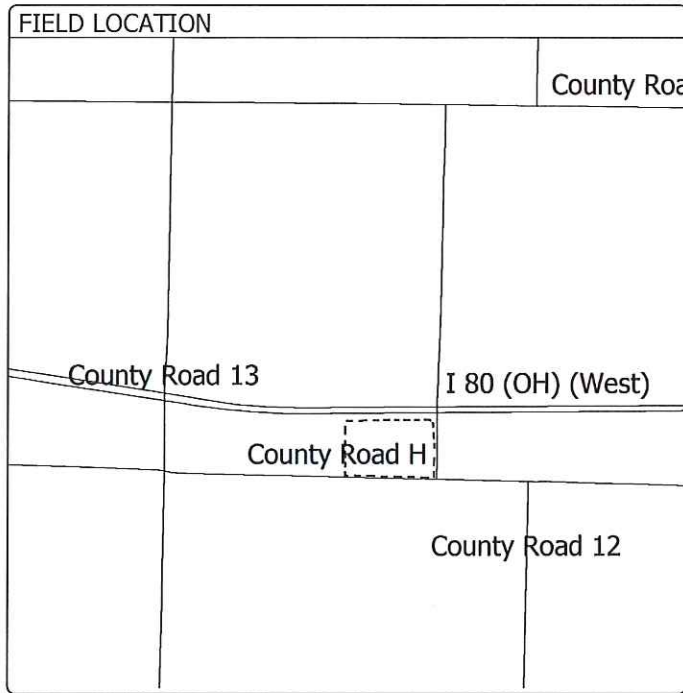 FIELD LOCATION
County Roa
County Road 13
I 80 (OH) (West)
County Road H
County Road 12